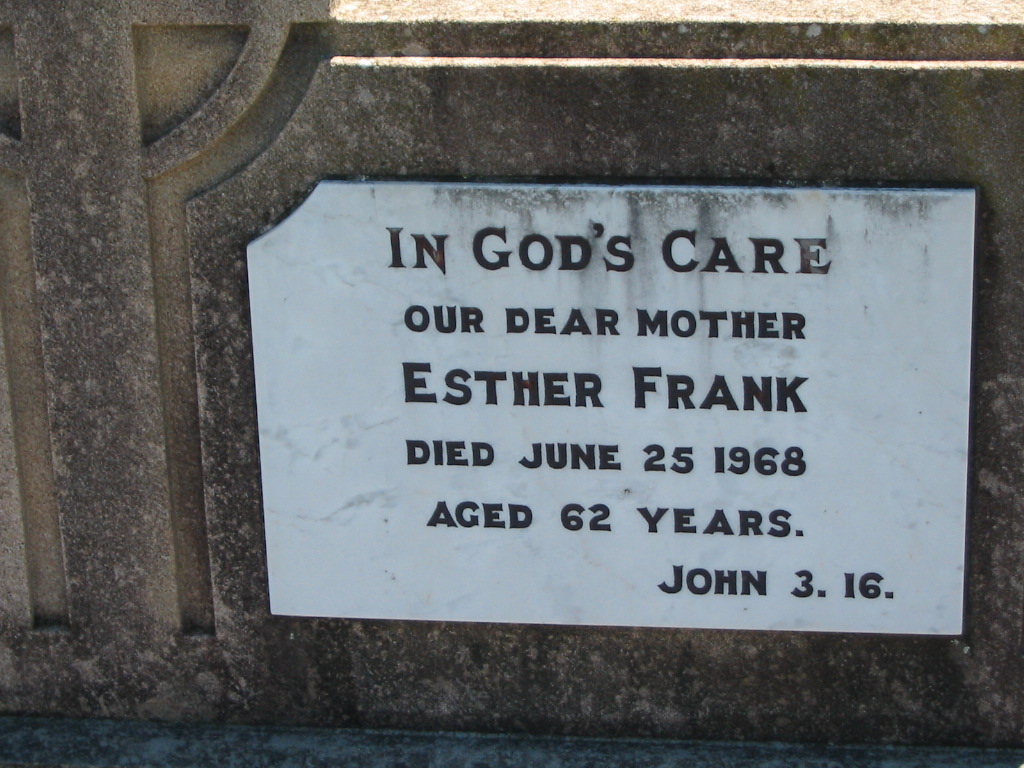 IN GOD'S CARE
OUR DEAR MOTHER
ESTHER FRANK
DIED JUNE 25 1968
AGED 62 YEARS.
JOHN 3. 16.